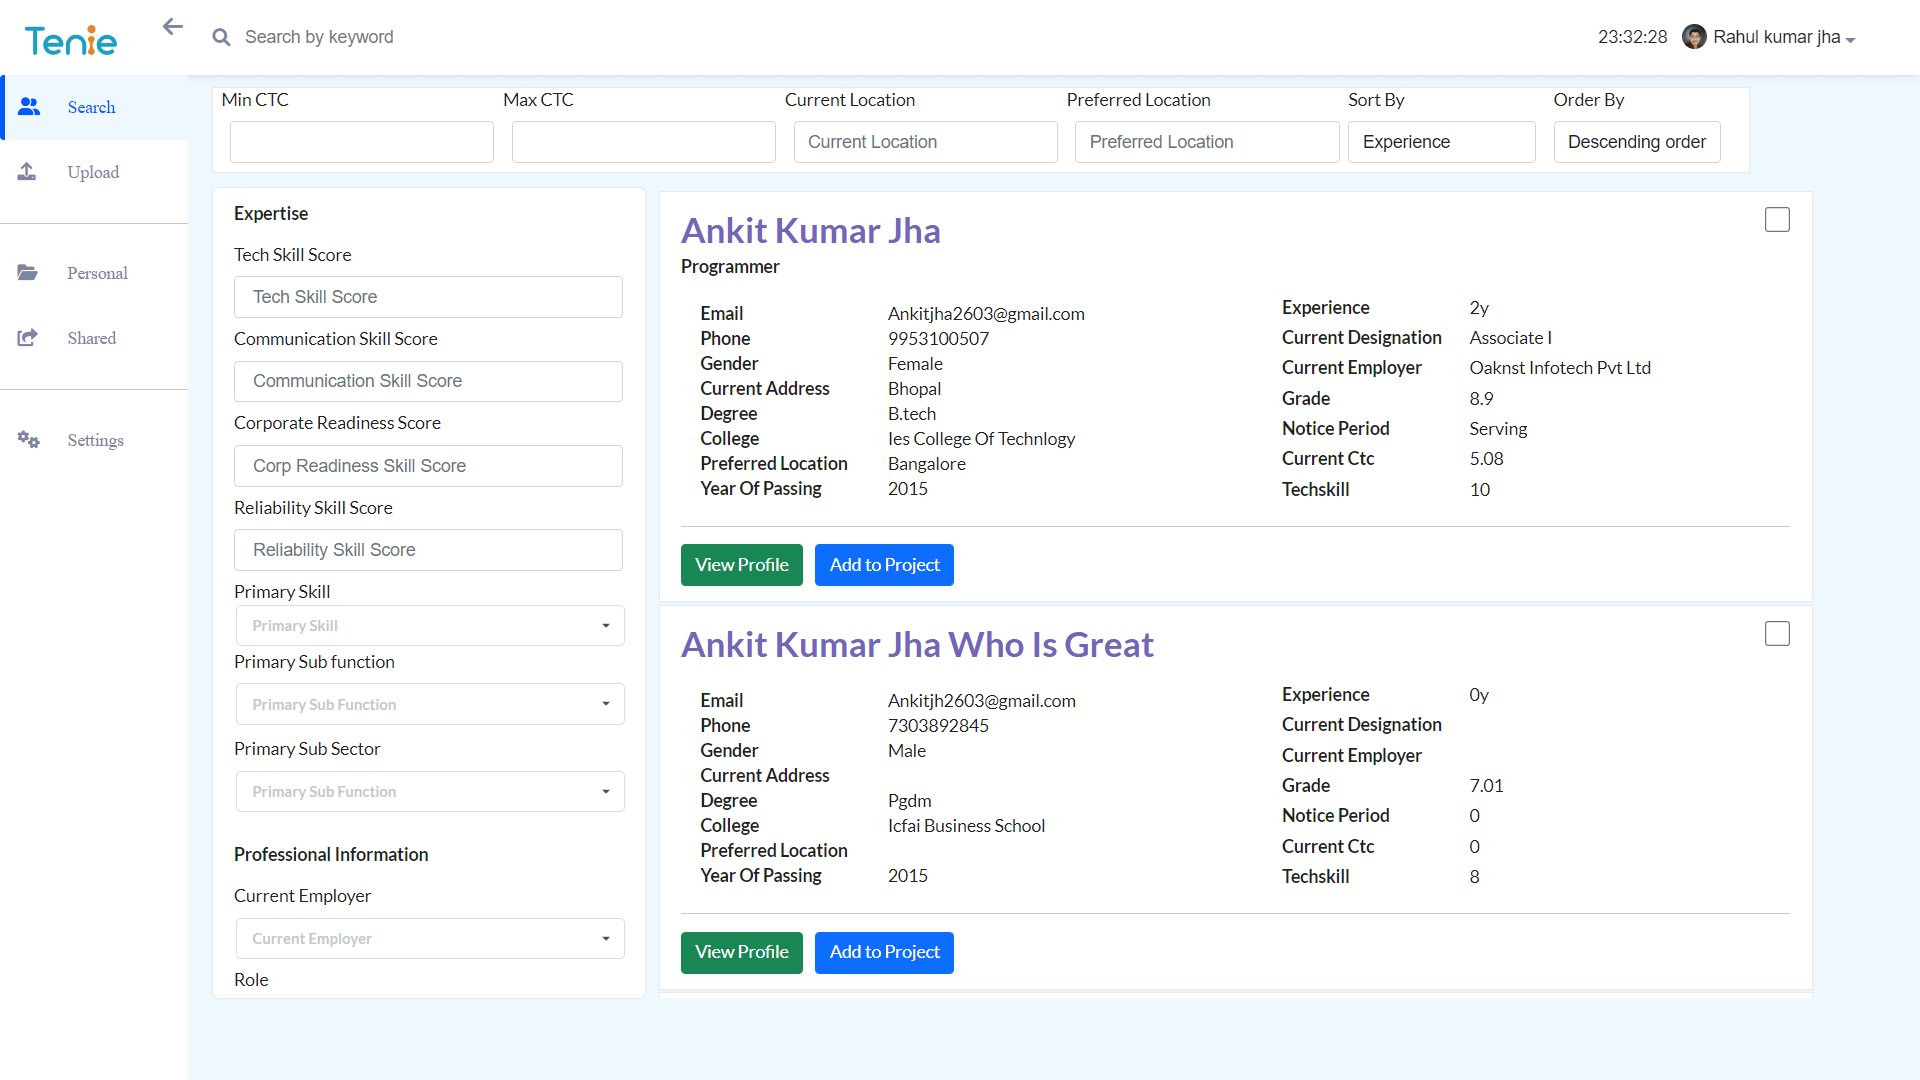 Tenie
Search by keyword
23:32:28
Rahul kumar jha
Search
Upload
Personal
Shared
Settings
Min CTC
Max CTC
Current Location
Preferred Location
Sort By
Order By
Current Location
Preferred Location
Experience
Descending order
Expertise
Tech Skill Score
Tech Skill Score
Communication Skill Score
Communication Skill Score
Corporate Readiness Score
Corp Readiness Skill Score
Reliability Skill Score
Reliability Skill Score
Primary Skill
Primary Skill
Primary Sub function
Primary Sub Function
Primary Sub Sector
Primary Sub Function
Professional Information
Current Employer
Current Employer
Role
Ankit Kumar Jha
Programmer
Email Ankitjha2603@gmail.com
Phone 9953100507
Gender Female
Current Address Bhopal
Degree B.tech
College Ies College Of Technlogy
Preferred Location Bangalore
Year Of Passing 2015
Experience 2y
Current Designation Associate I
Current Employer Oaknst Infotech Pvt Ltd
Grade 8.9
Notice Period Serving
Current Ctc 5.08
Techskill 10
View Profile
Add to Project
Ankit Kumar Jha Who Is Great
Email Ankitjh2603@gmail.com
Phone 7303892845
Gender Male
Current Address
Degree Pgdm
College Icfai Business School
Preferred Location
Year Of Passing 2015
Experience 0y
Current Designation
Current Employer
Grade 7.01
Notice Period 0
Current Ctc 0
Techskill 8
View Profile
Add to Project